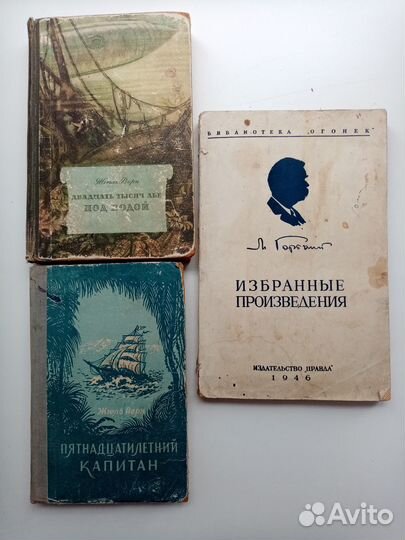 Жюль Верн
ДВАДЦАТЬ ТЫСЯЧ ЛЬЕ
ПОД ВОДОЙ
БИБЛИОТЕКА „ОГОНЕК"
М. Горький
ИЗБРАННЫЕ
ПРОИЗВЕДЕНИЯ
ИЗДАТЕЛЬСТВО „ПРАВДА"
1946
Жюль Верн
ПЯТНАДЦАТИЛЕТНИЙ
КАПИТАН
Avito